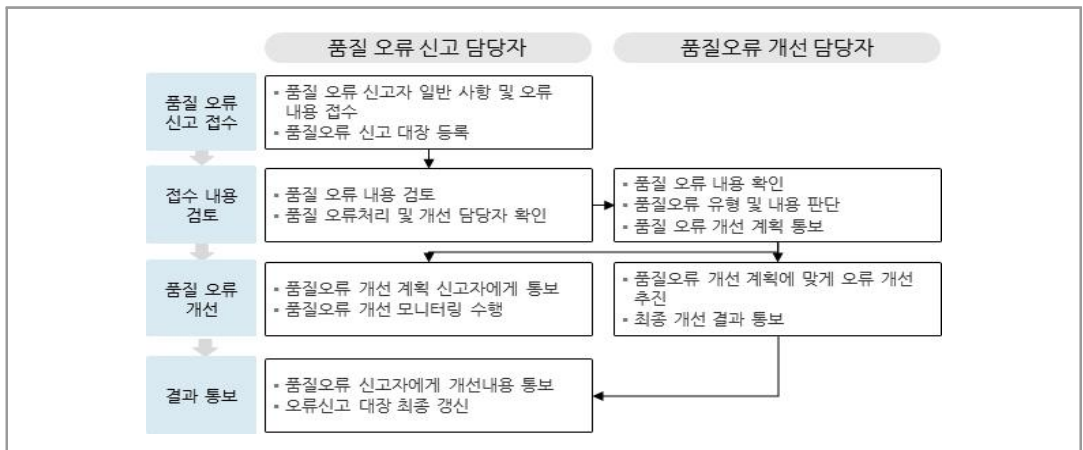 품질 오류 신고 담당자
품질오류 개선 담당자
품질 오류
신고 접수
▪ 품질 오류 신고자 일반 사항 및 오류
내용 접수
▪ 품질오류 신고 대장 등록
접수 내용
검토
▪ 품질 오류 내용 검토
▪ 품질 오류처리 및 개선 담당자 확인
▪ 품질 오류 내용 확인
▪ 품질오류 유형 및 내용 판단
▪ 품질 오류 개선 계획 통보
품질 오류
개선
▪ 품질오류 개선 계획 신고자에게 통보
▪ 품질오류 개선 모니터링 수행
▪ 품질오류 개선 계획에 맞게 오류 개선
추진
▪ 최종 개선 결과 통보
결과 통보
▪ 품질오류 신고자에게 개선내용 통보
▪ 오류신고 대장 최종 갱신